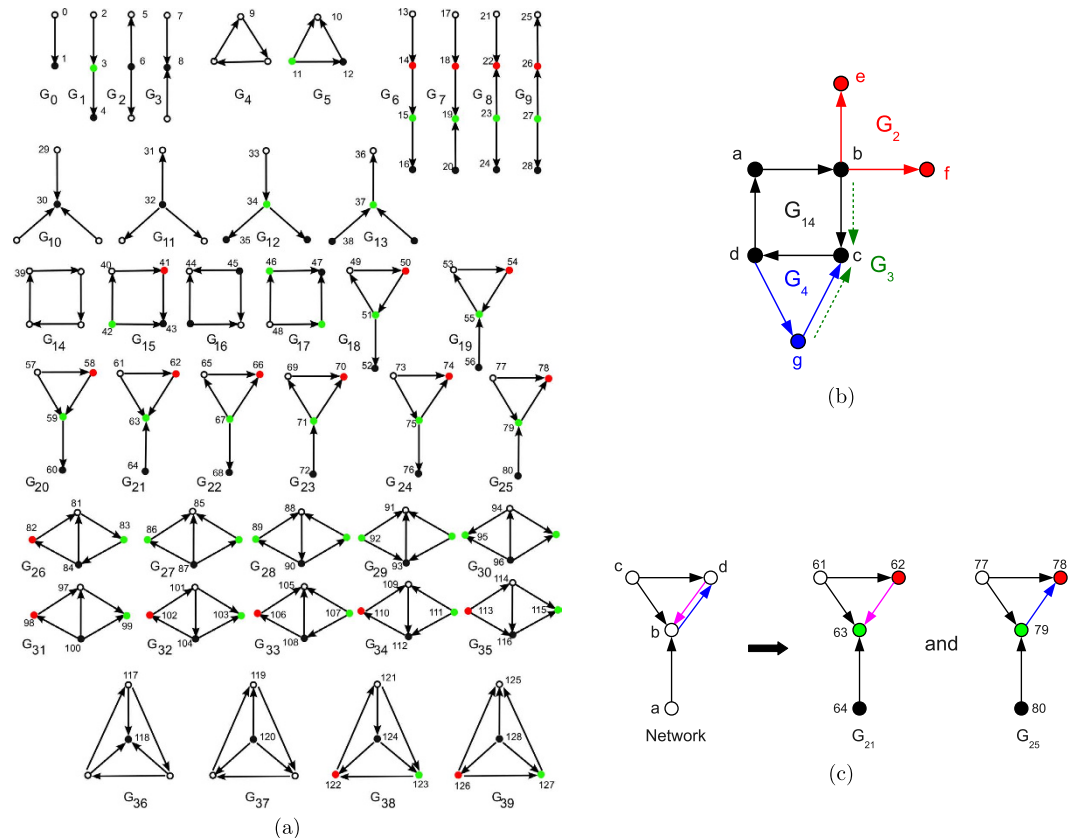 0 2 5 7 9 10 13 17 21 25
1 3 6 8 14 18 22 26
4 11 12 15 19 23 27
G0 G1 G2 G3 G4 G5 G6 G7 G8 G9
16 20 24 28
29 31 33 36
30 32 34 37
35 38
G10 G11 G12 G13
39 40 41 44 45 46 47 49 50 53 54
42 43 48 51 55
G14 G15 G16 G17 G18 G19
52 56
57 58 61 62 65 66 69 70 73 74 77 78
59 63 67 71 75 79
60 64 68 72 76 80
G20 G21 G22 G23 G24 G25
81 85 88 91 94
82 83 86 89 92 95
84 87 90 93 96
G26 G27 G28 G29 G30
97 101 105 109 114
98 99 102 103 106 107 110 111 113 115
100 104 108 112 116
G31 G32 G33 G34 G35
117 119 121 125
118 120 124 128
122 123 126 127
G36 G37 G38 G39
(a)
e
G2
a b f
G14
d c G3
G4
g
(b)
c d 61 62 77 78
b 63 and 79
a 64 80
Network G21 G25
(c)